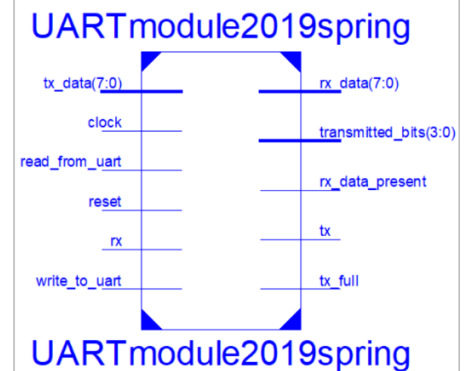 UARTmodule2019spring
tx_data(7:0)
rx_data(7:0)
clock
transmitted_bits(3:0)
read_from_uart
rx_data_present
reset
tx
rx
write_to_uart
tx_full
UARTmodule2019spring